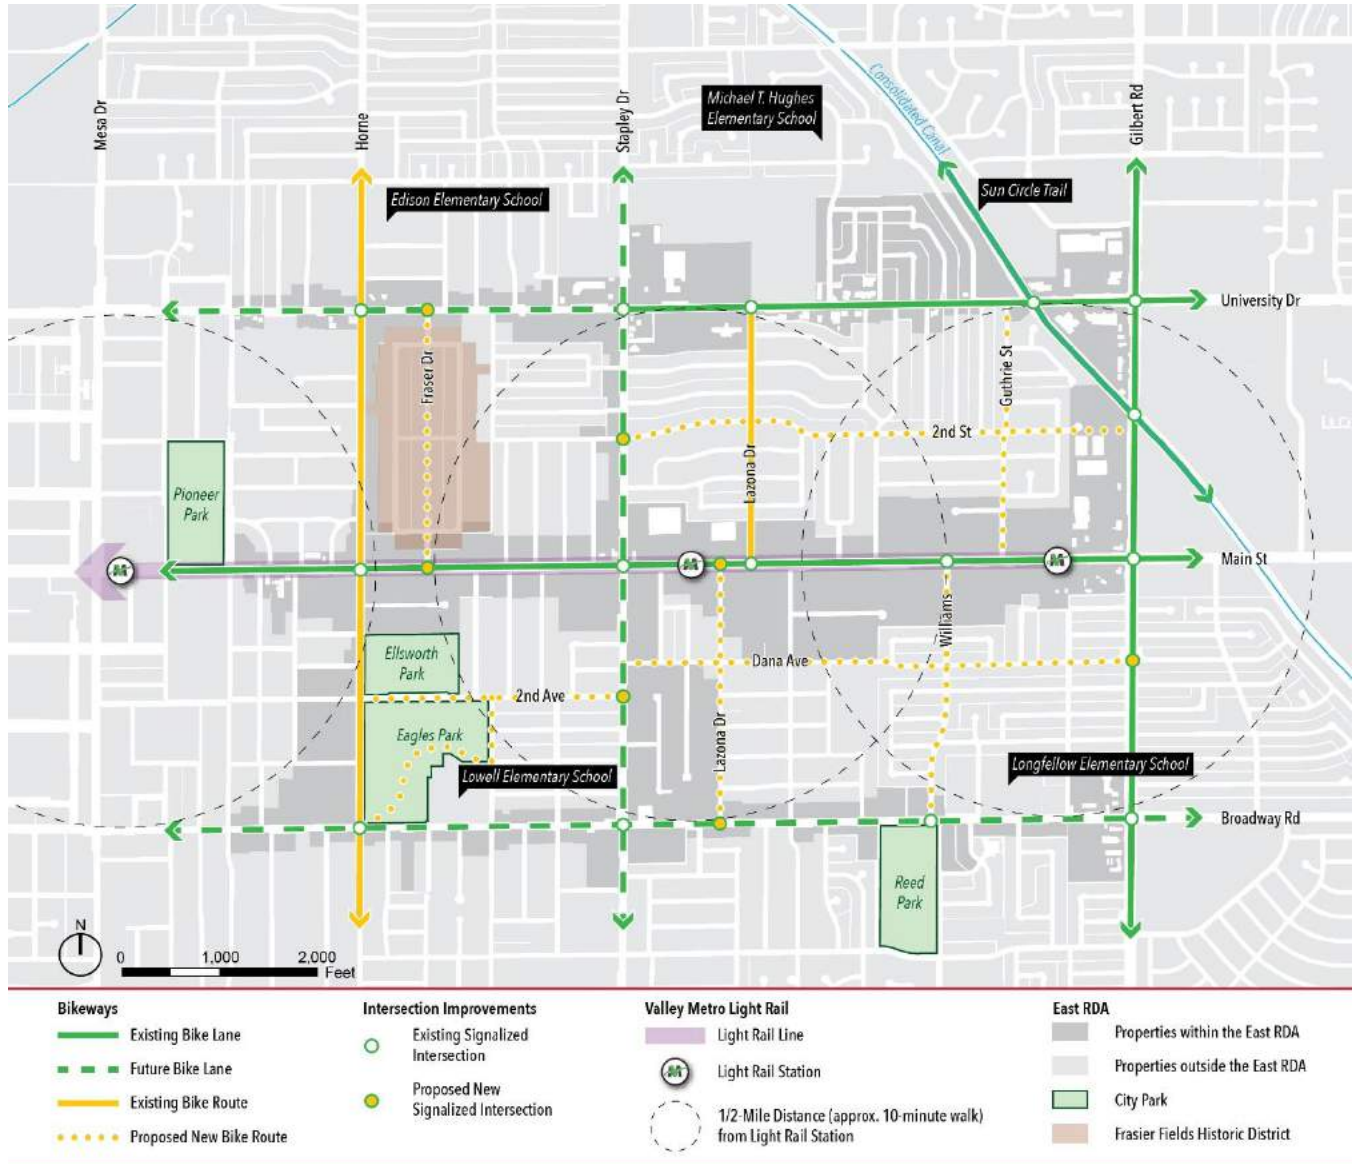 Mesa Dr
Home
Stapley Dr
Michael T. Hughes
Elementary School
Consolidated Canal
Gilbert Rd
Edison Elementary School
Sun Circle Trail
University Dr
Fraser Dr
Guthrie St
2nd St
Lazona Dr
Pioneer
Park
Main St
Williams
Ellsworth
Park
Dana Ave
2nd Ave
Eagles Park
Lazona Dr
Lowell Elementary School
Longfellow Elementary School
Broadway Rd
Reed
Park
N
0 1,000 2,000
Feet
Bikeways
Existing Bike Lane
Future Bike Lane
Existing Bike Route
Proposed New Bike Route
Intersection Improvements
Existing Signalized
Intersection
Proposed New
Signalized Intersection
Valley Metro Light Rail
Light Rail Line
Light Rail Station
1/2-Mile Distance (approx. 10-minute walk)
from Light Rail Station
East RDA
Properties within the East RDA
Properties outside the East RDA
City Park
Frasier Fields Historic District